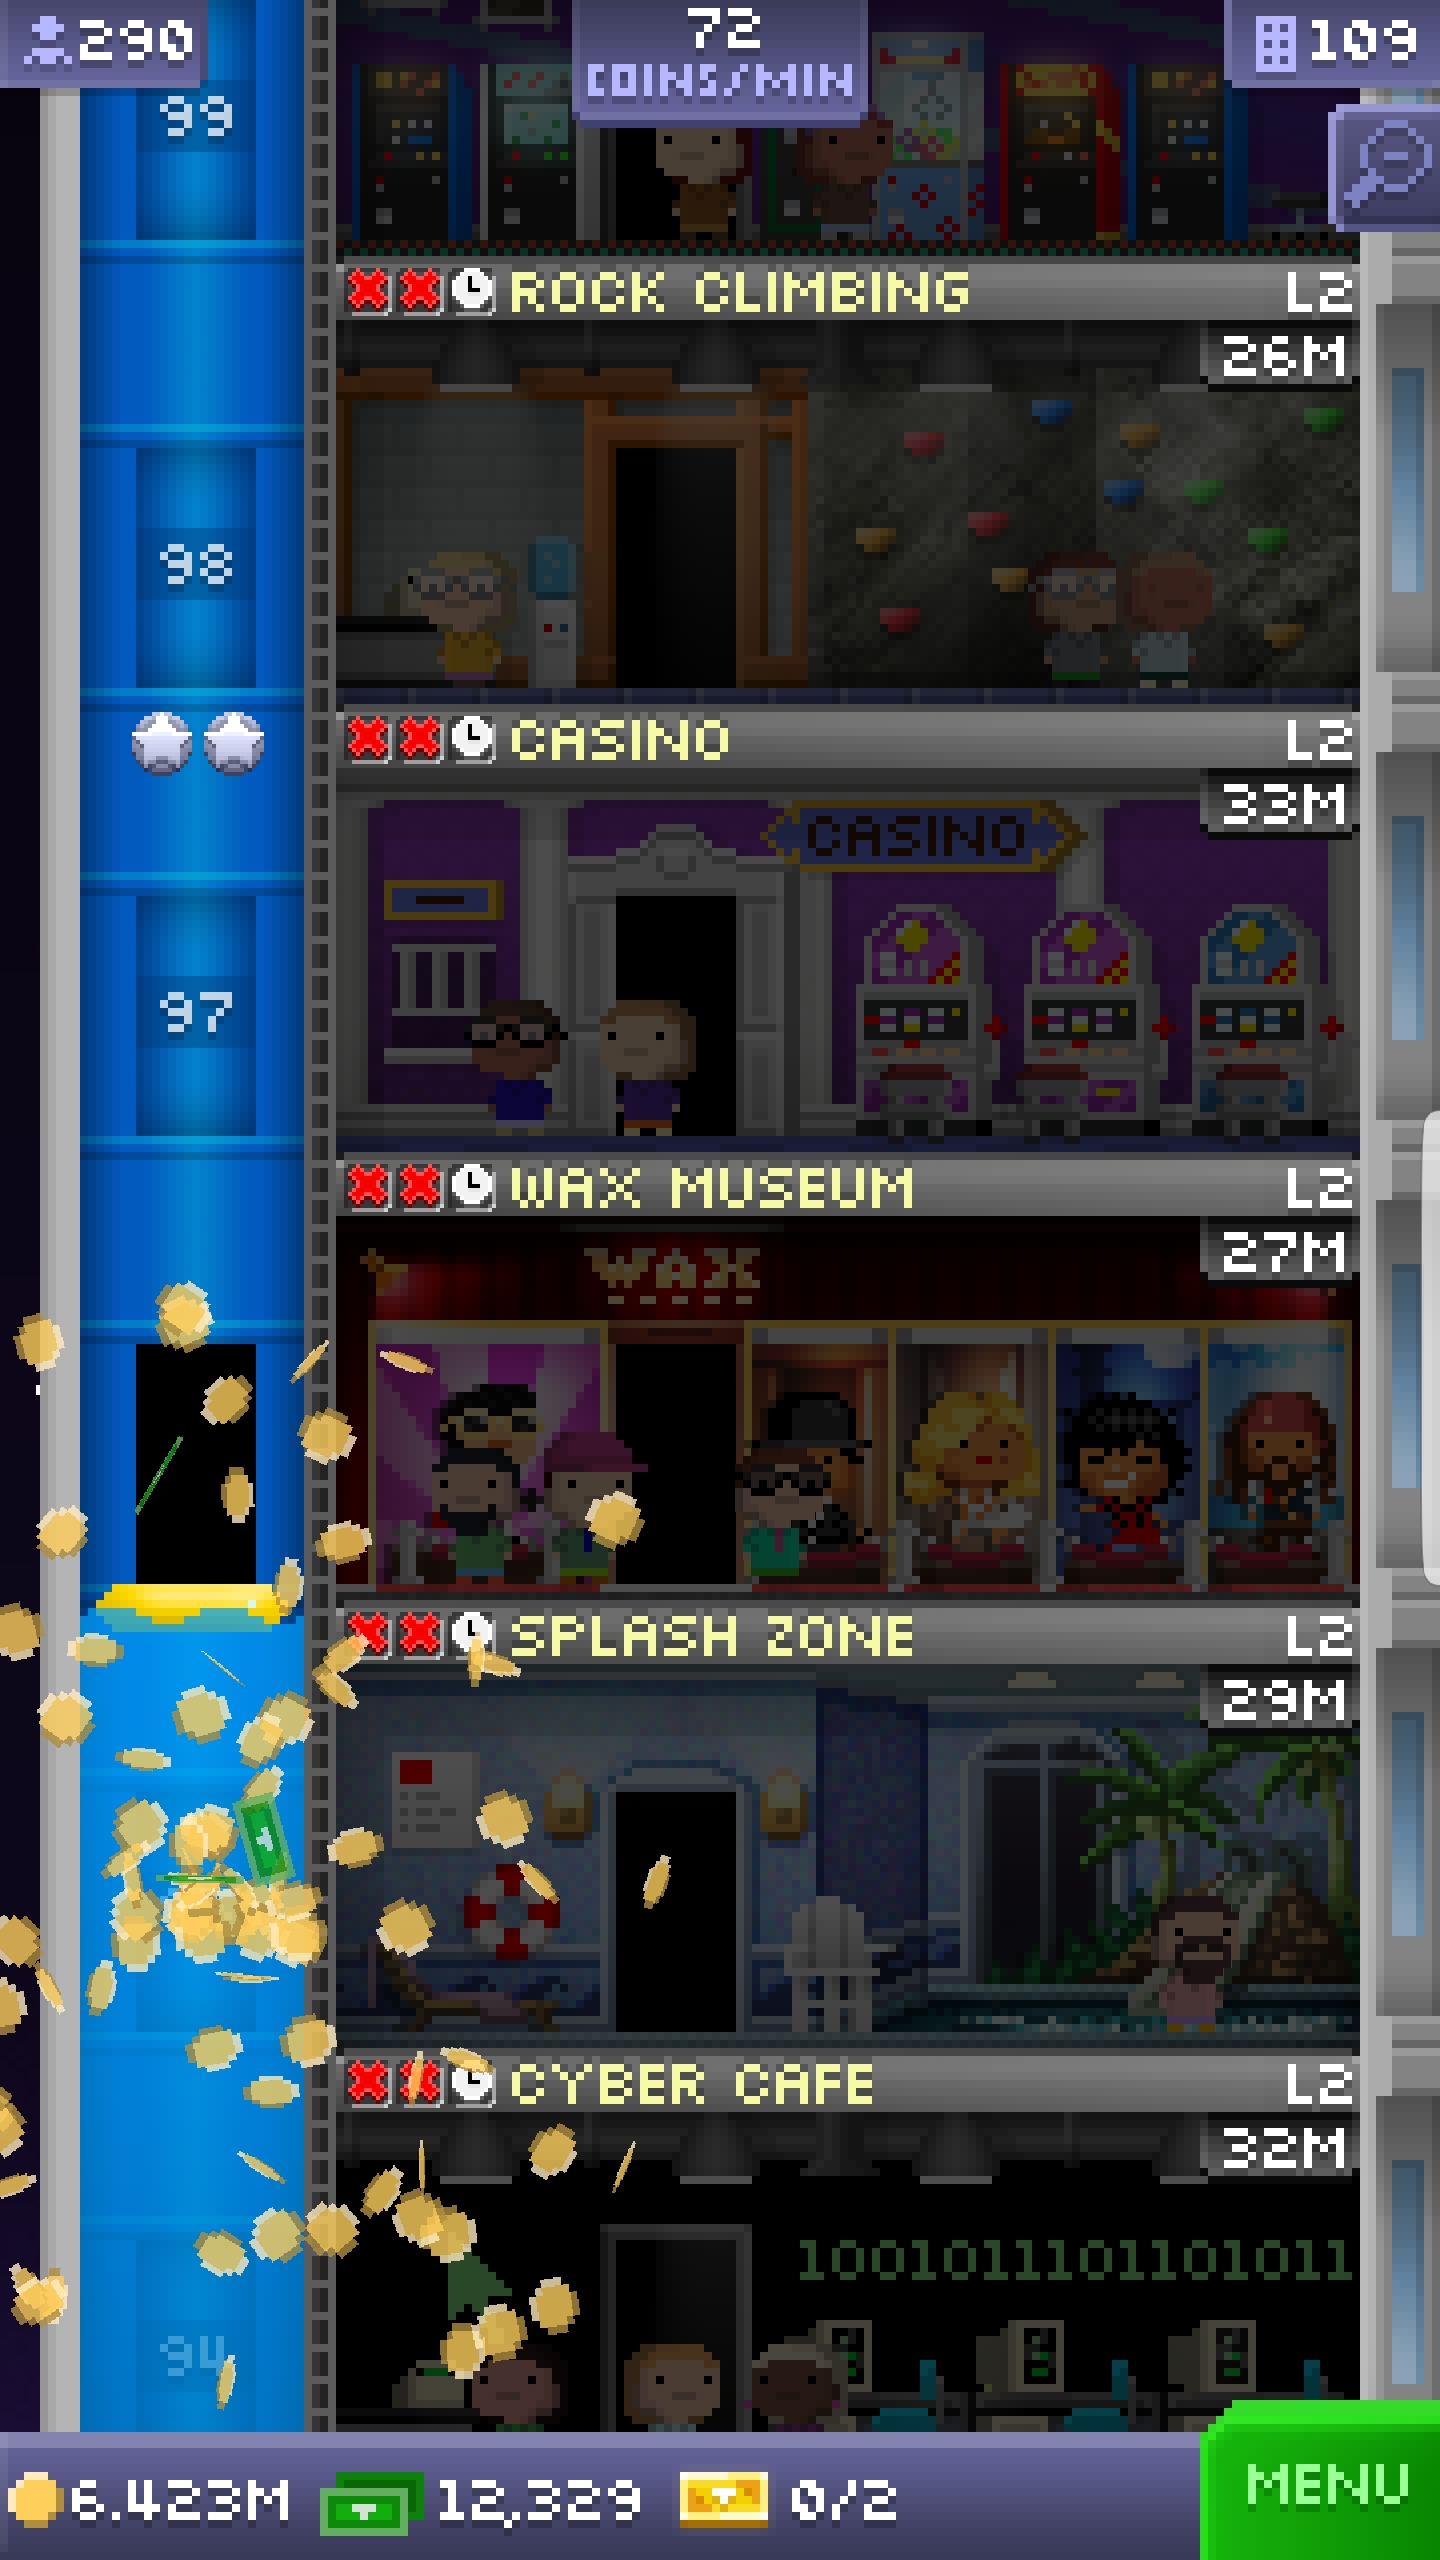 290
72
COINS/MIN
109
99
ROCK CLIMBING L2
26M
98
CASINO L2
33M
CASINO
97
WAX MUSEUM L2
27M
WAX
SPLASH ZONE L2
29M
CYBER CAFE L2
32M
1001011101101011
94
6.423M 12,329 0/2
MENU